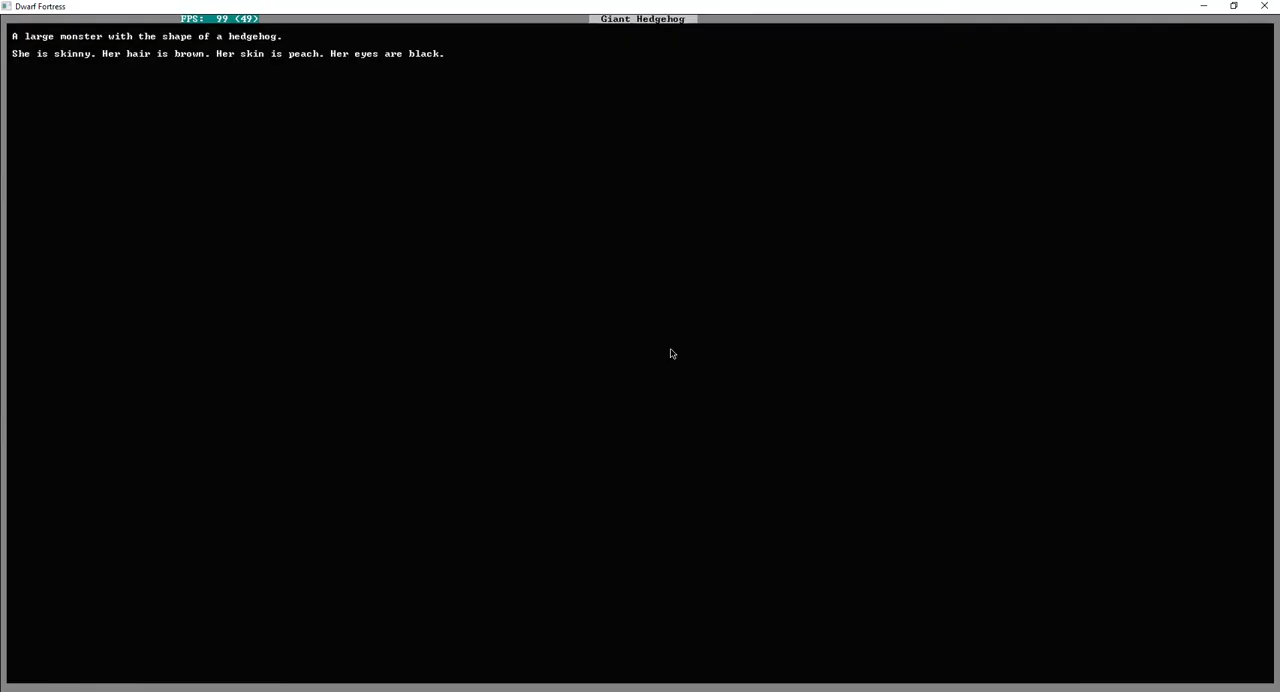 Dwarf Fortress
FPS: 99 (49)
Giant Hedgehog
A large monster with the shape of a hedgehog.
She is skinny. Her hair is brown. Her skin is peach. Her eyes are black.